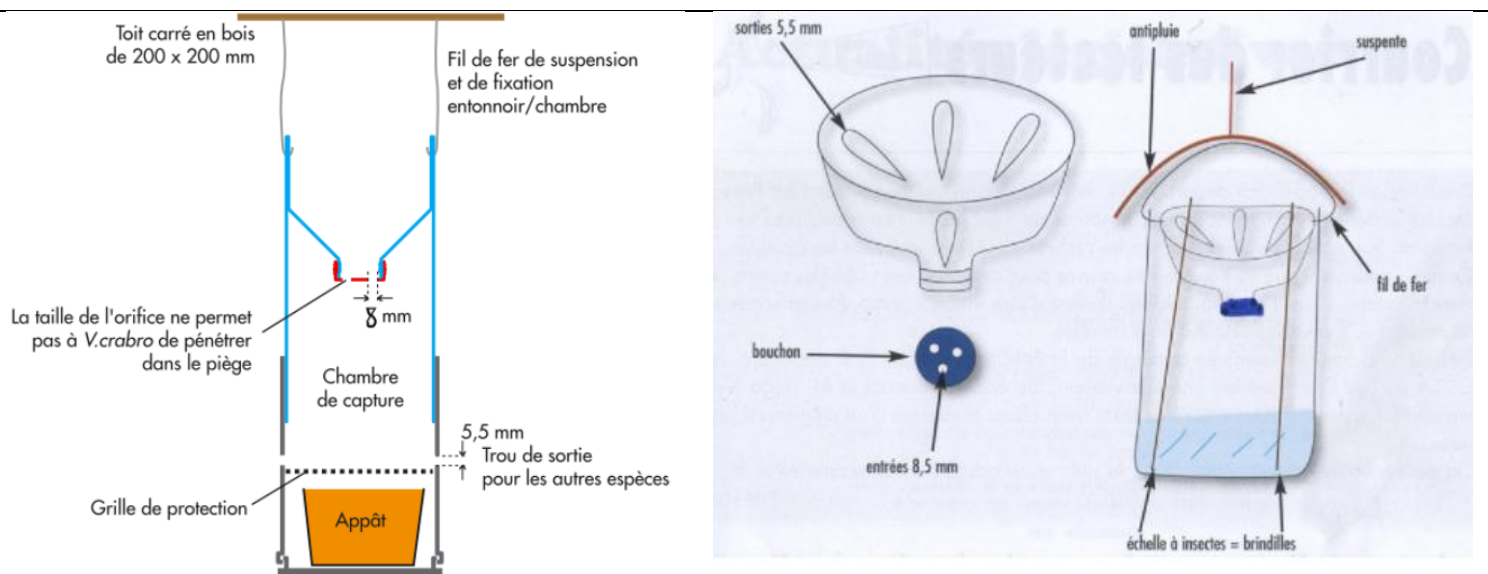 Toit carré en bois
de 200 x 200 mm
Fil de fer de suspension
et de fixation
entonnoir/chambre
8 mm
La taille de l'orifice ne permet
pas à V.crabro de pénétrer
dans le piège
Chambre
de capture
5,5 mm
Trou de sortie
pour les autres espèces
Grille de protection
Appât
sorties 5,5 mm
antipluie
suspente
fil de fer
bouchon
entrées 8,5 mm
échelle à insectes = brindilles